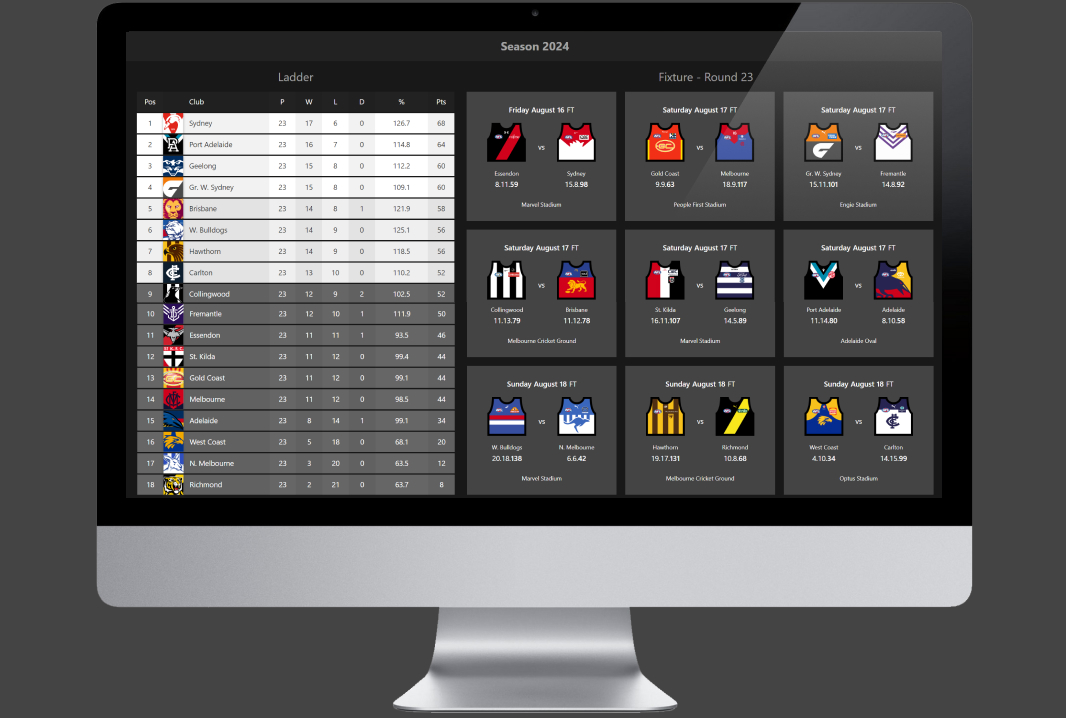 Season 2024
Ladder
Pos Club P W L D % Pts
1 Sydney 23 17 6 0 126.7 68
2 Port Adelaide 23 16 7 0 114.8 64
3 Geelong 23 15 8 0 112.2 60
4 Gr. W. Sydney 23 15 8 0 109.1 60
5 Brisbane 23 14 8 1 121.9 58
6 W. Bulldogs 23 14 9 0 125.1 56
7 Hawthorn 23 14 9 0 118.5 56
8 Carlton 23 13 10 0 110.2 52
9 Collingwood 23 12 9 2 102.5 52
10 Fremantle 23 12 10 1 111.9 50
11 Essendon 23 11 11 1 93.5 46
12 St. Kilda 23 11 12 0 99.4 44
13 Gold Coast 23 11 12 0 99.1 44
14 Melbourne 23 11 12 0 98.5 44
15 Adelaide 23 8 14 1 99.1 34
16 West Coast 23 5 18 0 68.1 20
17 N. Melbourne 23 3 20 0 63.5 12
18 Richmond 23 2 21 0 63.7 8
Fixture - Round 23
Friday August 16 FT
vs
Essendon Sydney
8.11.59 15.8.98
Marvel Stadium
Saturday August 17 FT
vs
Gold Coast Melbourne
9.9.63 18.9.117
People First Stadium
Saturday August 17 FT
vs
Gr. W. Sydney Fremantle
15.11.101 14.8.92
Engie Stadium
Saturday August 17 FT
vs
Collingwood Brisbane
11.13.79 11.12.78
Melbourne Cricket Ground
Saturday August 17 FT
vs
St. Kilda Geelong
16.11.107 14.5.89
Marvel Stadium
Saturday August 17 FT
vs
Port Adelaide Adelaide
11.14.80 8.10.58
Adelaide Oval
Sunday August 18 FT
vs
W. Bulldogs N. Melbourne
20.18.138 6.6.42
Marvel Stadium
Sunday August 18 FT
vs
Hawthorn Richmond
19.17.131 10.8.68
Melbourne Cricket Ground
Sunday August 18 FT
vs
West Coast Carlton
4.10.34 14.15.99
Optus Stadium